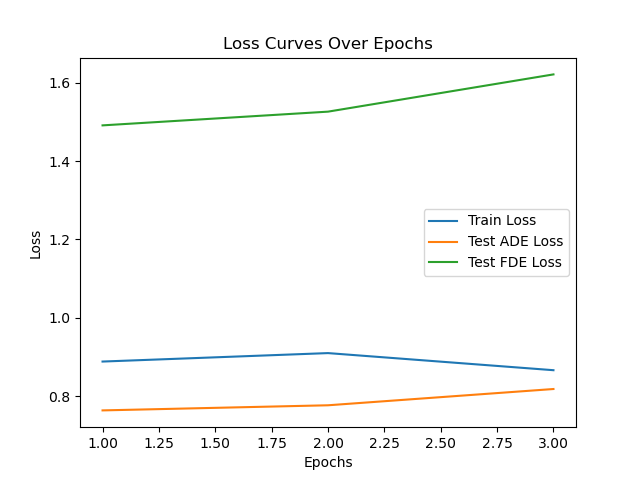 Loss Curves Over Epochs
Loss
1.6
1.4
1.2
1.0
0.8
Train Loss
Test ADE Loss
Test FDE Loss
1.00 1.25 1.50 1.75 2.00 2.25 2.50 2.75 3.00
Epochs